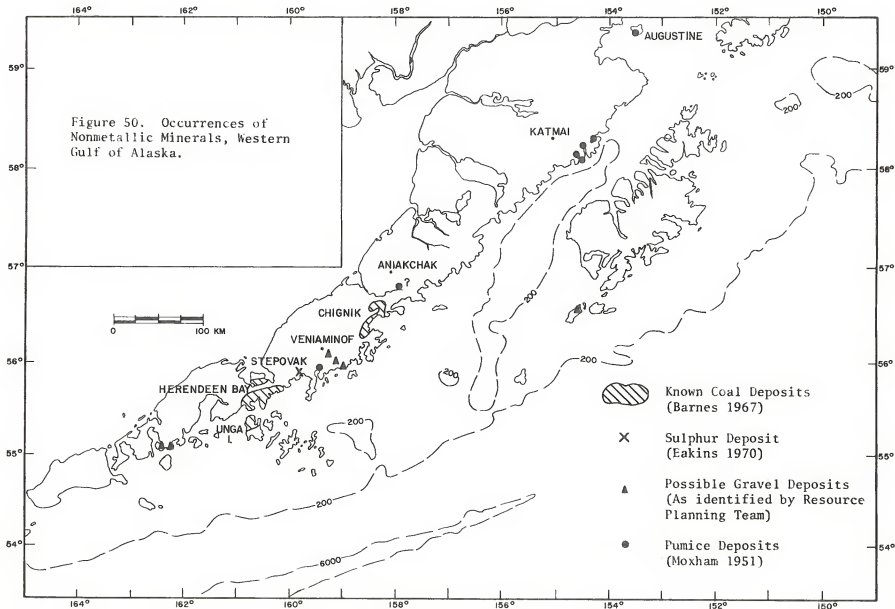 164°
162°
160°
158°
156°
154°
152°
150°
AUGUSTINE
59°
59°
200
Figure 50. Occurrences of
Nonmetallic Minerals, Western
Gulf of Alaska.
KATMAI
58°
58°
57°
57°
ANIAKCHAK
?
200
CHIGNIK
0 100 KM
VENIAMINOF
56°
STEPOVAK
200
200
56°
HERENDEEN BAY
Known Coal Deposits
(Barnes 1967)
UNGA
I.
200
Sulphur Deposit
(Eakins 1970)
55°
55°
200
Possible Gravel Deposits
(As identified by Resource
Planning Team)
54°
6000
Pumice Deposits
(Moxham 1951)
54°
164°
162°
160°
158°
156°
154°
152°
150°